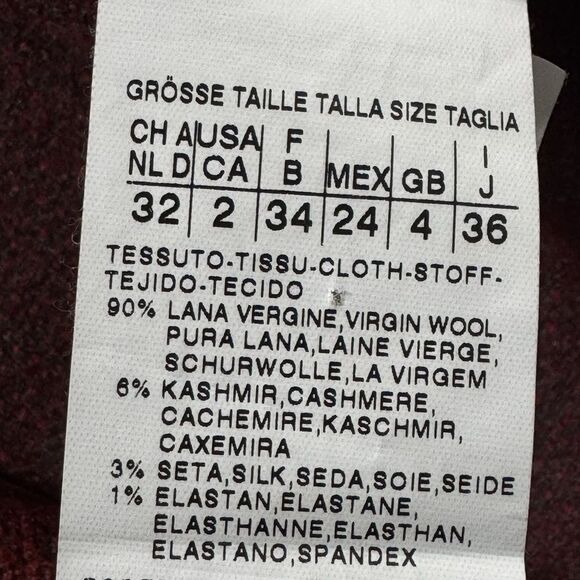 GRÖSSE TAILLE TALLA SIZE TAGLIA
CH A USA F MEX GB I
NL D CA B J
32 2 34 24 4 36
TESSUTO-TISSU-CLOTH-STOFF-
TEJIDO-TECIDO
90% LANA VERGINE,VIRGIN WOOL,
PURA LANA,LAINE VIERGE,
SCHURWOLLE,LA VIRGEM
6% KASHMIR,CASHMERE,
CACHEMIRE,KASCHMIR,
CAXEMIRA
3% SETA,SILK,SEDA,SOIE,SEIDE
1% ELASTAN,ELASTANE,
ELASTHANNE,ELASTHAN,
ELASTANO,SPANDEX